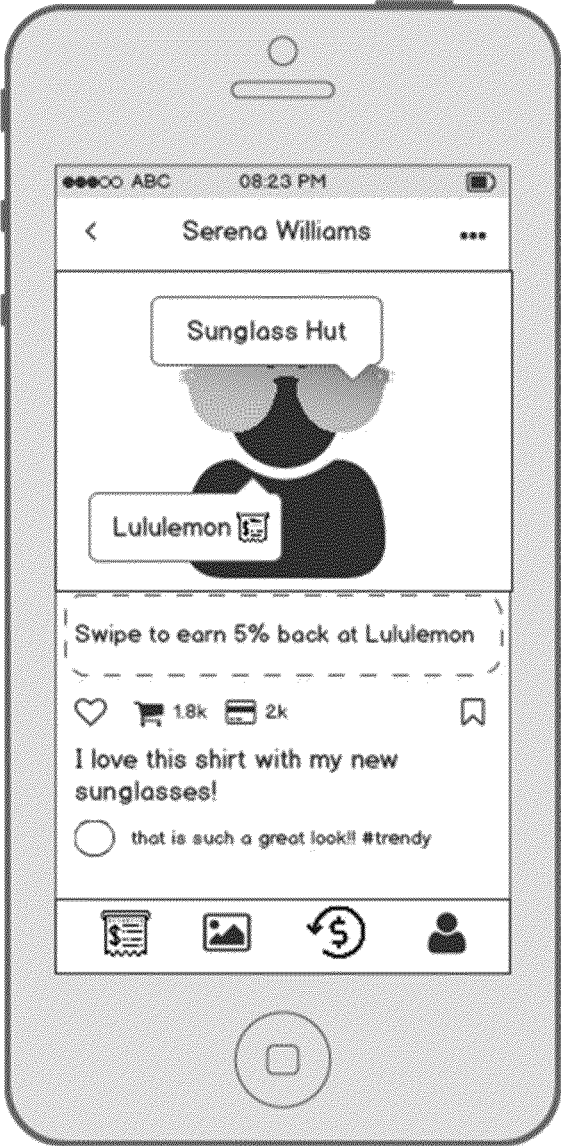 ABC 08:23 PM
Serena Williams
Sunglass Hut
Lululemon $
Swipe to earn 5% back at Lululemon
1.8k 2k
I love this shirt with my new
sunglasses!
that is such a great look!! #trendy
$ $